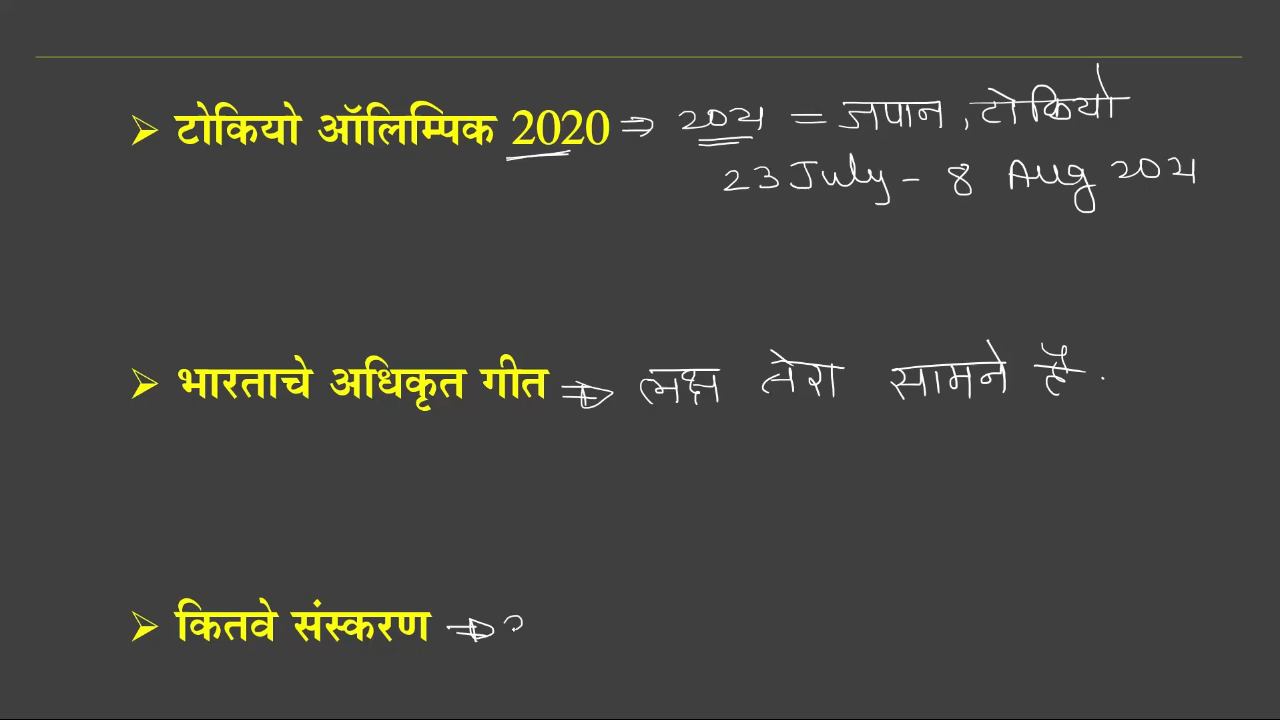 ➢ टोकियो ऑलिम्पिक 2020 ⇒ 2021 = जपान, टोकियो
23 July - 8 Aug 2021
➢ भारताचे अधिकृत गीत ⇒ लक्ष तेरा सामने है.
➢ कितवे संस्करण ⇒